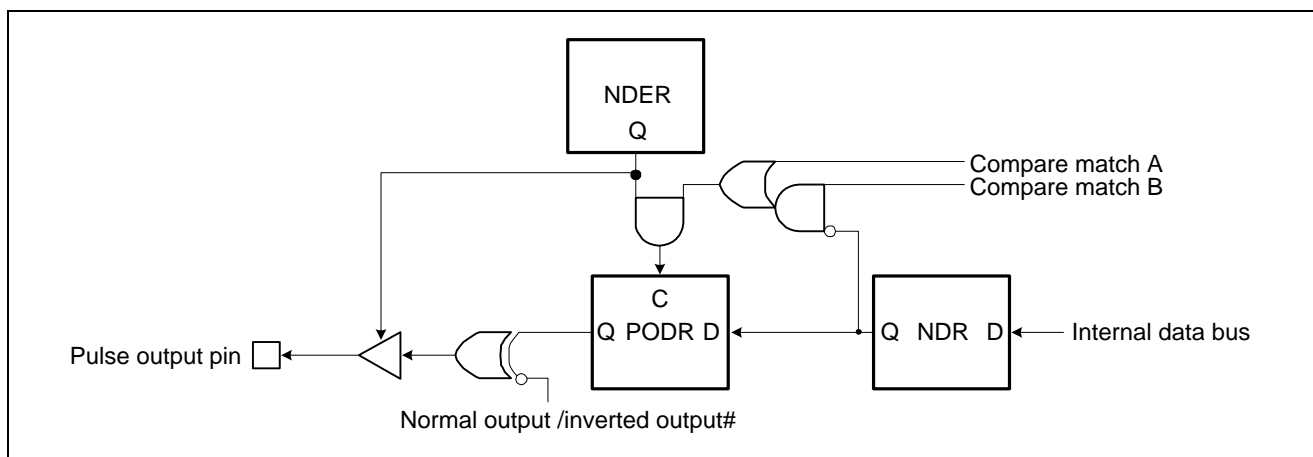 NDER
Q
Compare match A
Compare match B
C
Q PODR D
Q NDR D
Internal data bus
Pulse output pin
Normal output /inverted output#